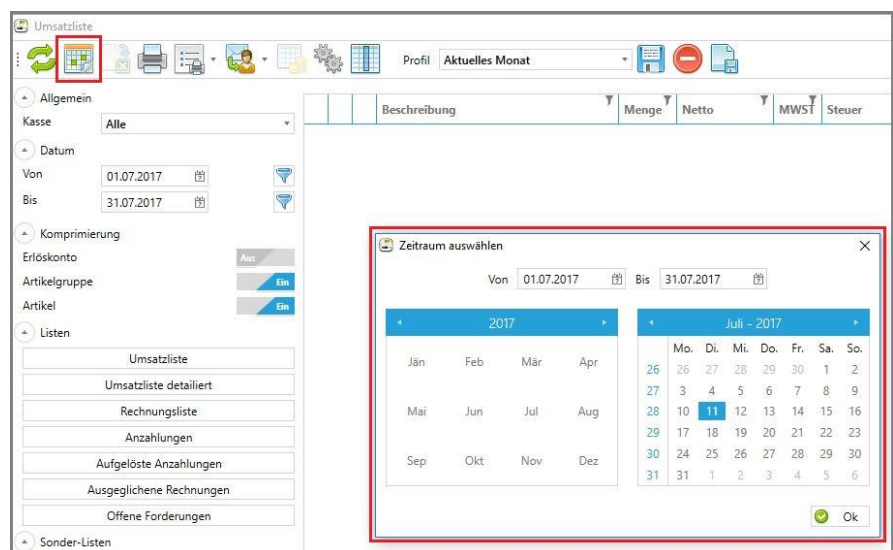 Umsatzliste
Profil Aktuelles Monat
Allgemein
Kasse Alle
Datum
Von 01.07.2017
Bis 31.07.2017
Komprimierung
Erlöskonto Aus
Artikelgruppe Ein
Artikel Ein
Listen
Umsatzliste
Umsatzliste detailiert
Rechnungsliste
Anzahlungen
Aufgelöste Anzahlungen
Ausgeglichene Rechnungen
Offene Forderungen
Sonder-Listen
Beschreibung Menge Netto MWST Steuer
Zeitraum auswählen
Von 01.07.2017 Bis 31.07.2017
2017
Jän Feb Mär Apr
Mai Jun Jul Aug
Sep Okt Nov Dez
Juli - 2017
Mo. Di. Mi. Do. Fr. Sa. So.
26 26 27 28 29 30 1 2
27 3 4 5 6 7 8 9
28 10 11 12 13 14 15 16
29 17 18 19 20 21 22 23
30 24 25 26 27 28 29 30
31 31 1 2 3 4 5 6
Ok